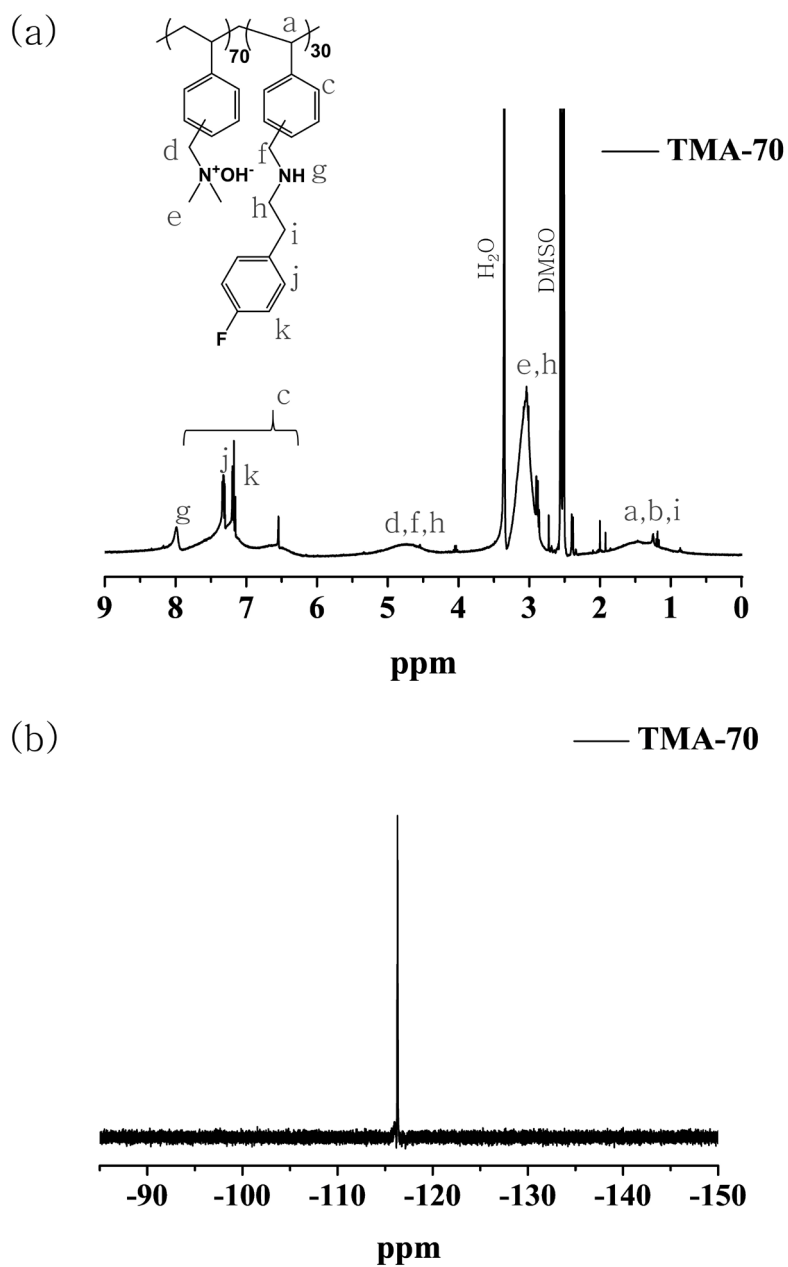 (a)
a
70
30
c
d
f
g
N⁺OH⁻
NH
e
h
i
j
k
F
TMA-70
H₂O
DMSO
e,h
c
j
k
g
d,f,h
a,b,i
9 8 7 6 5 4 3 2 1 0
ppm
(b)
TMA-70
-90 -100 -110 -120 -130 -140 -150
ppm